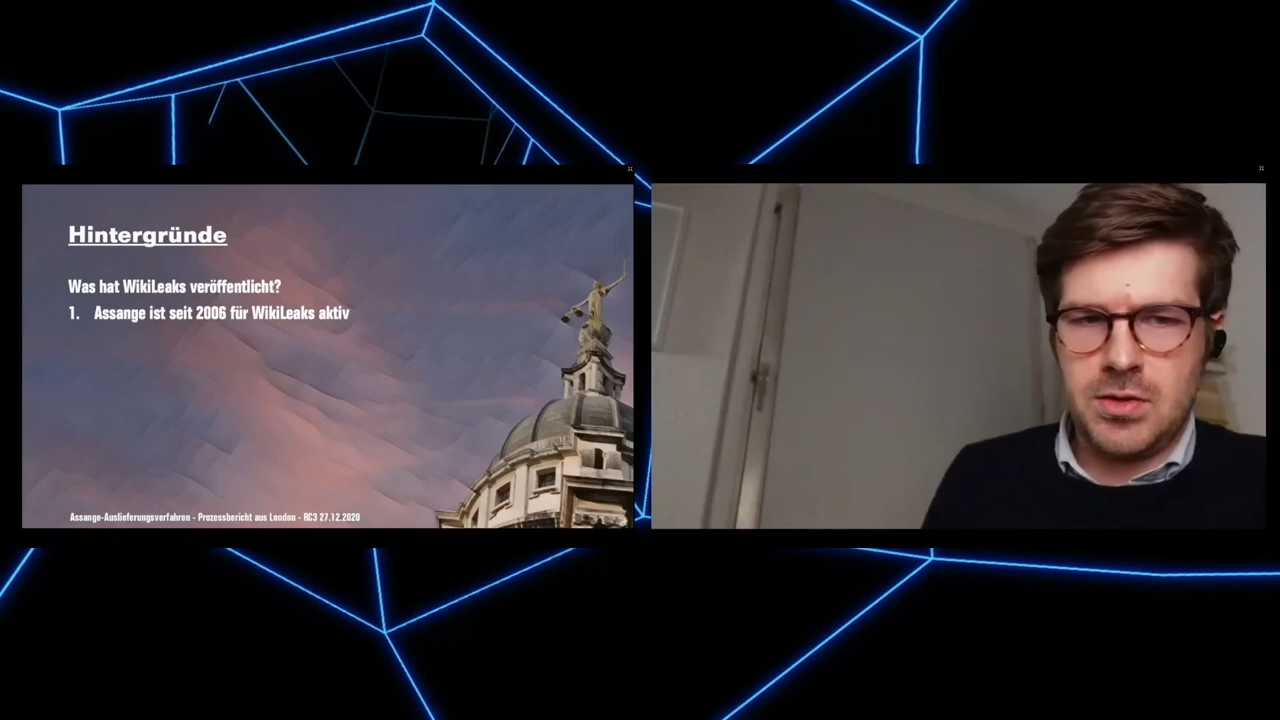 Hintergründe
Was hat WikiLeaks veröffentlicht?
1. Assange ist seit 2006 für WikiLeaks aktiv
Assange-Auslieferungsverfahren - Prozessbericht aus London - RC3 27.12.2020